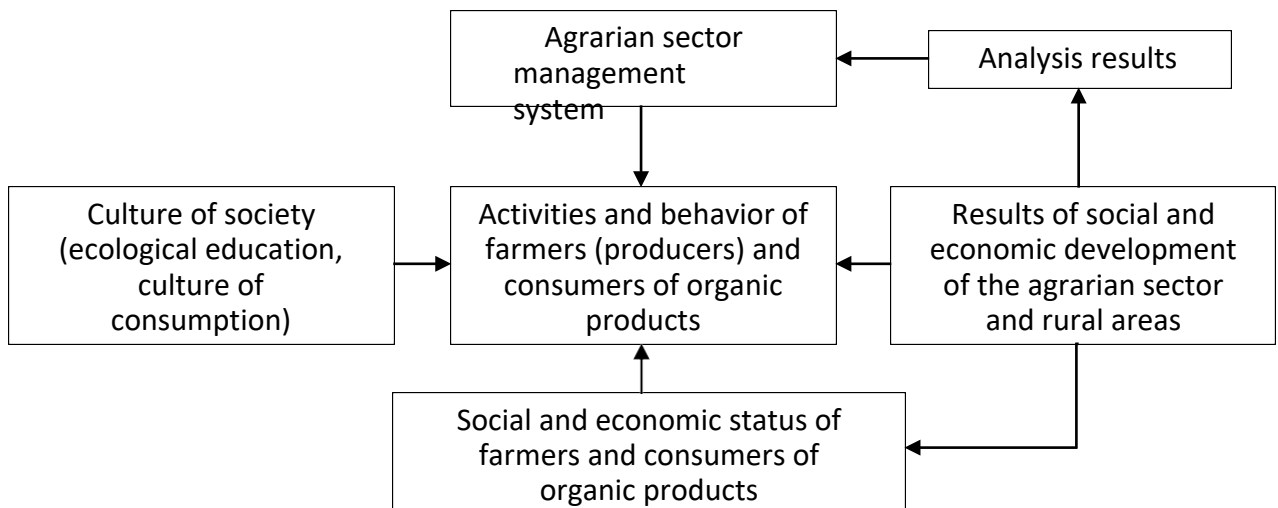 Agrarian sector
management
system
Analysis results
Culture of society
(ecological education,
culture of
consumption)
Activities and behavior of
farmers (producers) and
consumers of organic
products
Results of social and
economic development
of the agrarian sector
and rural areas
Social and economic status of
farmers and consumers of
organic products